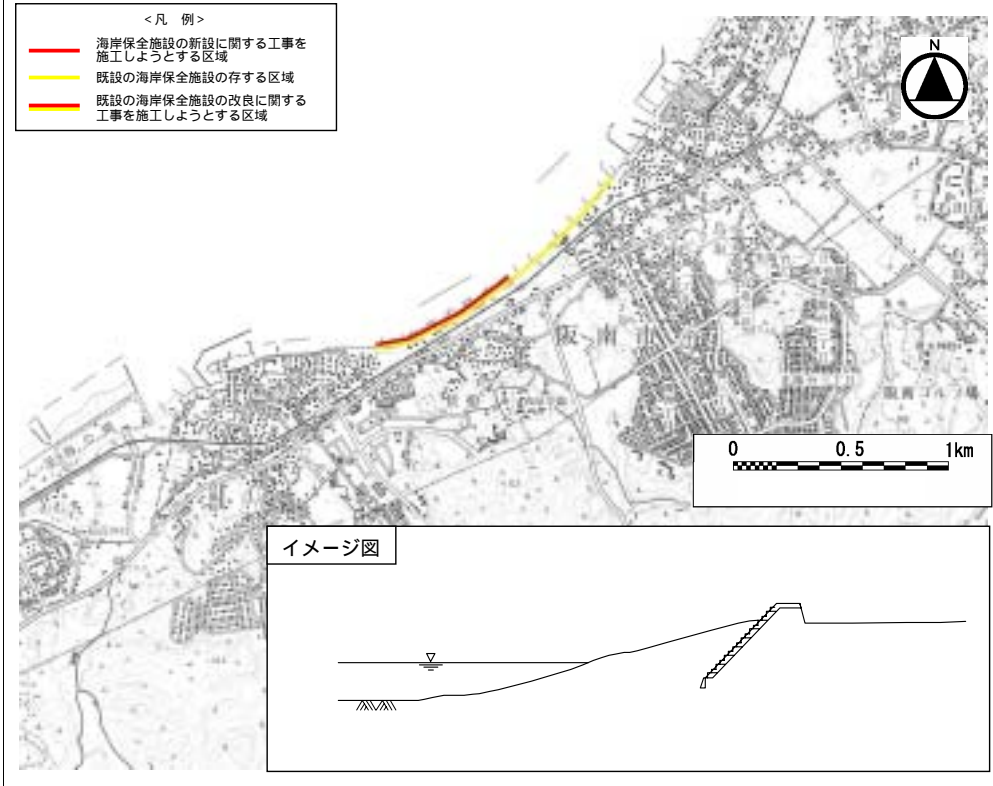 <凡 例>
海岸保全施設の新設に関する工事を
施工しようとする区域
既設の海岸保全施設の存する区域
既設の海岸保全施設の改良に関する
工事を施工しようとする区域
N
阪南市
阪南ゴルフ場
0 0.5 1km
イメージ図